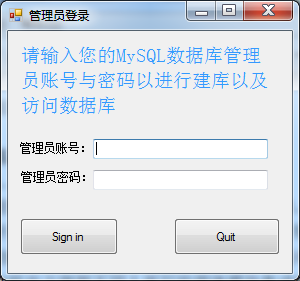 管理员登录
请输入您的MySQL数据库管理
员账号与密码以进行建库以及
访问数据库
管理员账号:
管理员密码:
Sign in Quit